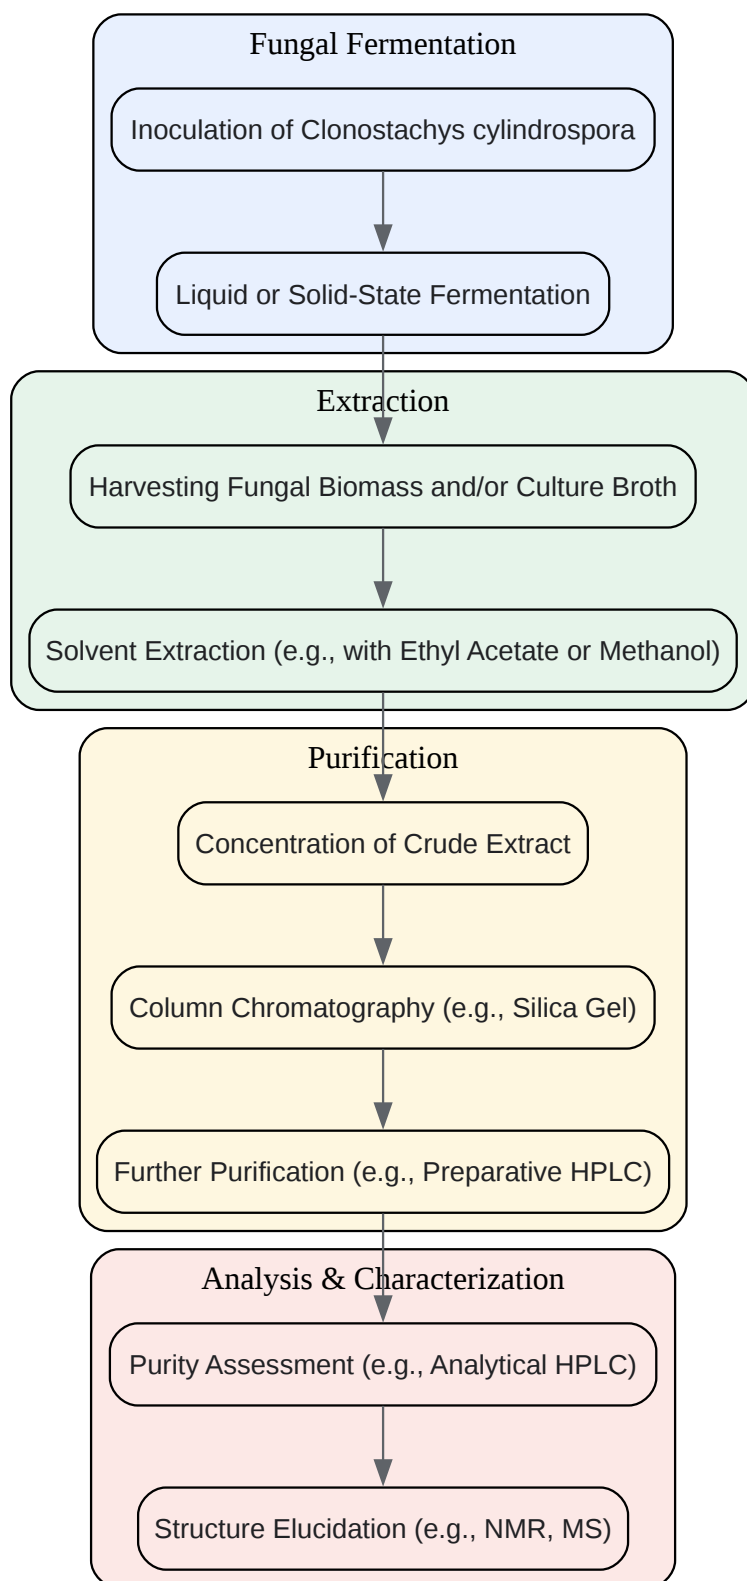 Fungal Fermentation
Inoculation of Clonostachys cylindrospora
Liquid or Solid-State Fermentation
Extraction
Harvesting Fungal Biomass and/or Culture Broth
Solvent Extraction (e.g., with Ethyl Acetate or Methanol)
Purification
Concentration of Crude Extract
Column Chromatography (e.g., Silica Gel)
Further Purification (e.g., Preparative HPLC)
Analysis & Characterization
Purity Assessment (e.g., Analytical HPLC)
Structure Elucidation (e.g., NMR, MS)